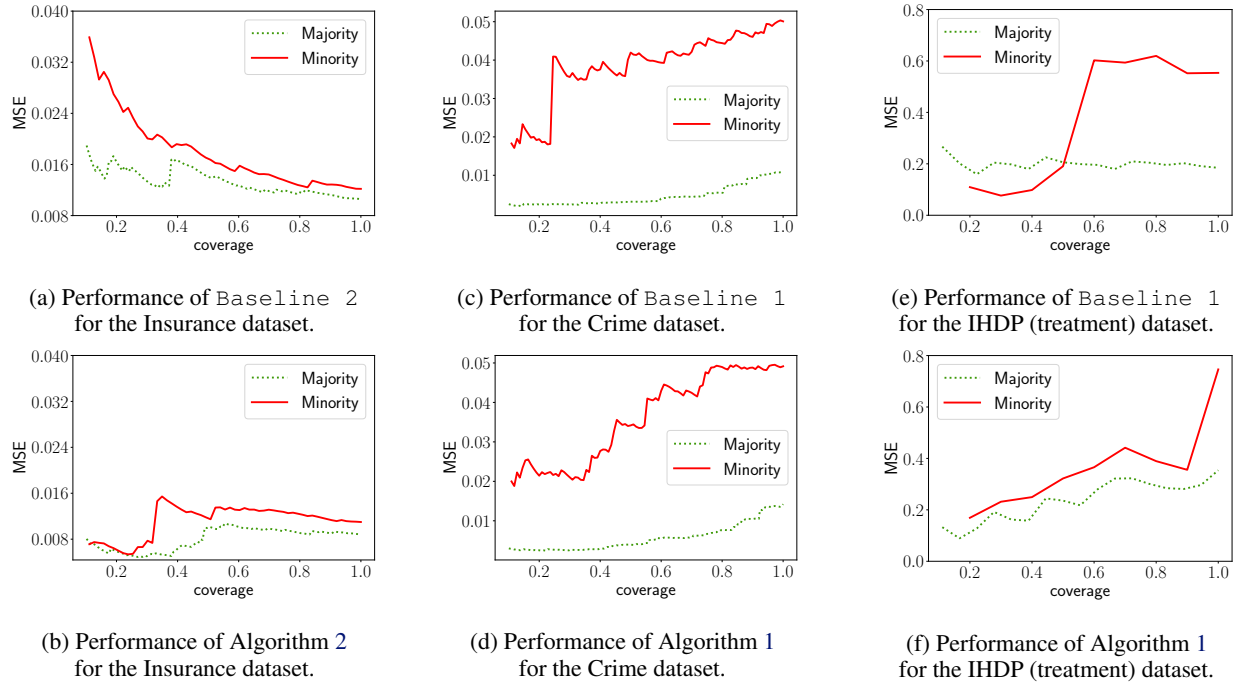 0.040
0.032
0.024
0.016
0.008
MSE
Majority
Minority
0.2 0.4 0.6 0.8 1.0
coverage
(a) Performance of Baseline 2
for the Insurance dataset.
0.05
0.04
0.03
0.02
0.01
MSE
Majority
Minority
0.2 0.4 0.6 0.8 1.0
coverage
(c) Performance of Baseline 1
for the Crime dataset.
0.8
0.6
0.4
0.2
0.0
MSE
Majority
Minority
0.2 0.4 0.6 0.8 1.0
coverage
(e) Performance of Baseline 1
for the IHDP (treatment) dataset.
0.040
0.032
0.024
0.016
0.008
MSE
Majority
Minority
0.2 0.4 0.6 0.8 1.0
coverage
(b) Performance of Algorithm 2
for the Insurance dataset.
0.05
0.04
0.03
0.02
0.01
MSE
Majority
Minority
0.2 0.4 0.6 0.8 1.0
coverage
(d) Performance of Algorithm 1
for the Crime dataset.
0.8
0.6
0.4
0.2
0.0
MSE
Majority
Minority
0.2 0.4 0.6 0.8 1.0
coverage
(f) Performance of Algorithm 1
for the IHDP (treatment) dataset.